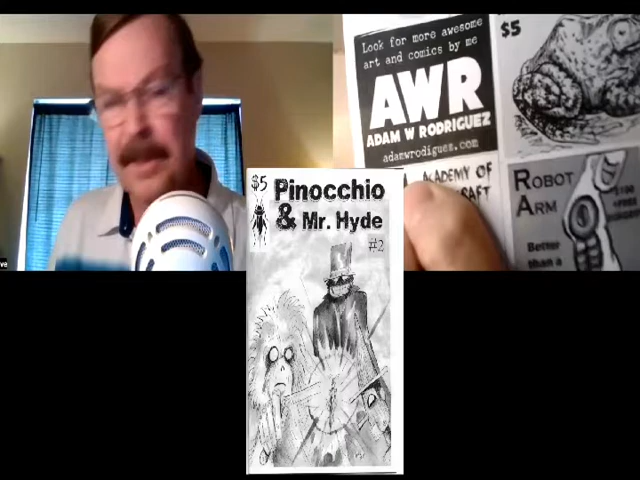 Look for more awesome
art and comics by me
AWR
ADAM W RODRIGUEZ
adamwrodriguez.com
$5
ACADEMY OF
ROBOT
ARM
Better
than a
$5
Pinocchio
& Mr. Hyde
#2